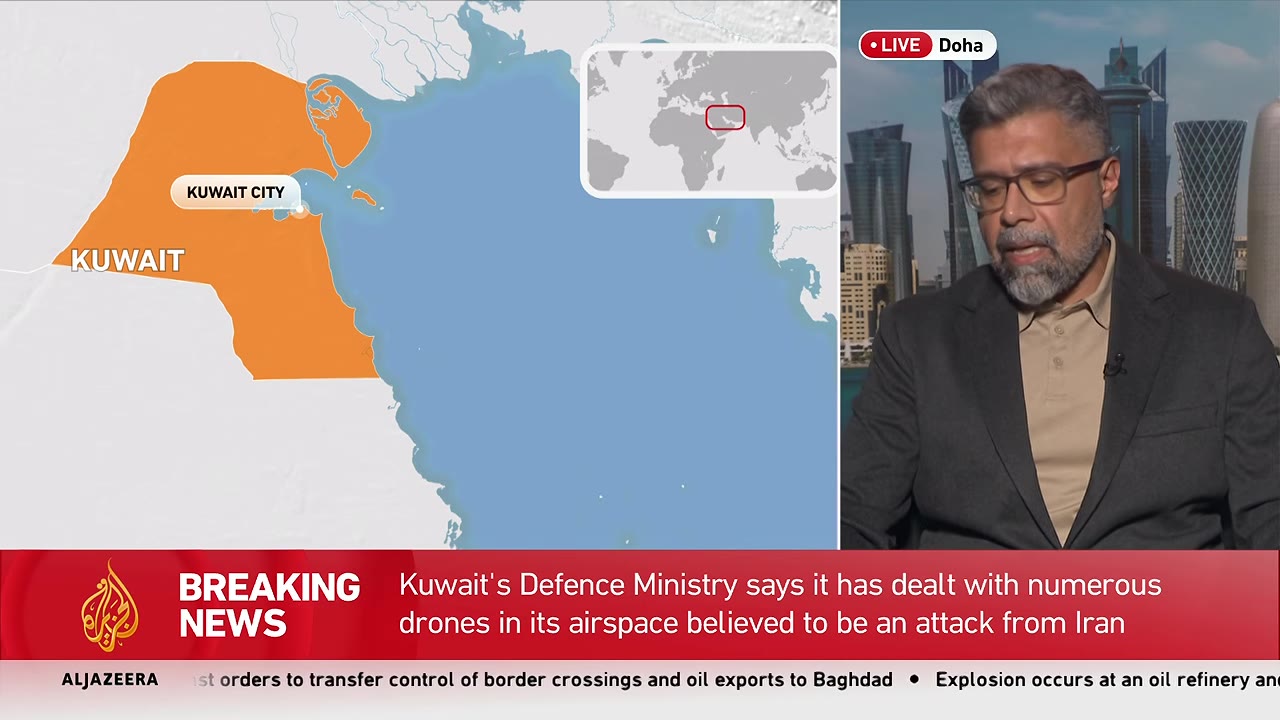 • LIVE Doha
KUWAIT CITY
KUWAIT
BREAKING
NEWS
Kuwait's Defence Ministry says it has dealt with numerous
drones in its airspace believed to be an attack from Iran
ALJAZEERA
orders to transfer control of border crossings and oil exports to Baghdad • Explosion occurs at an oil refinery